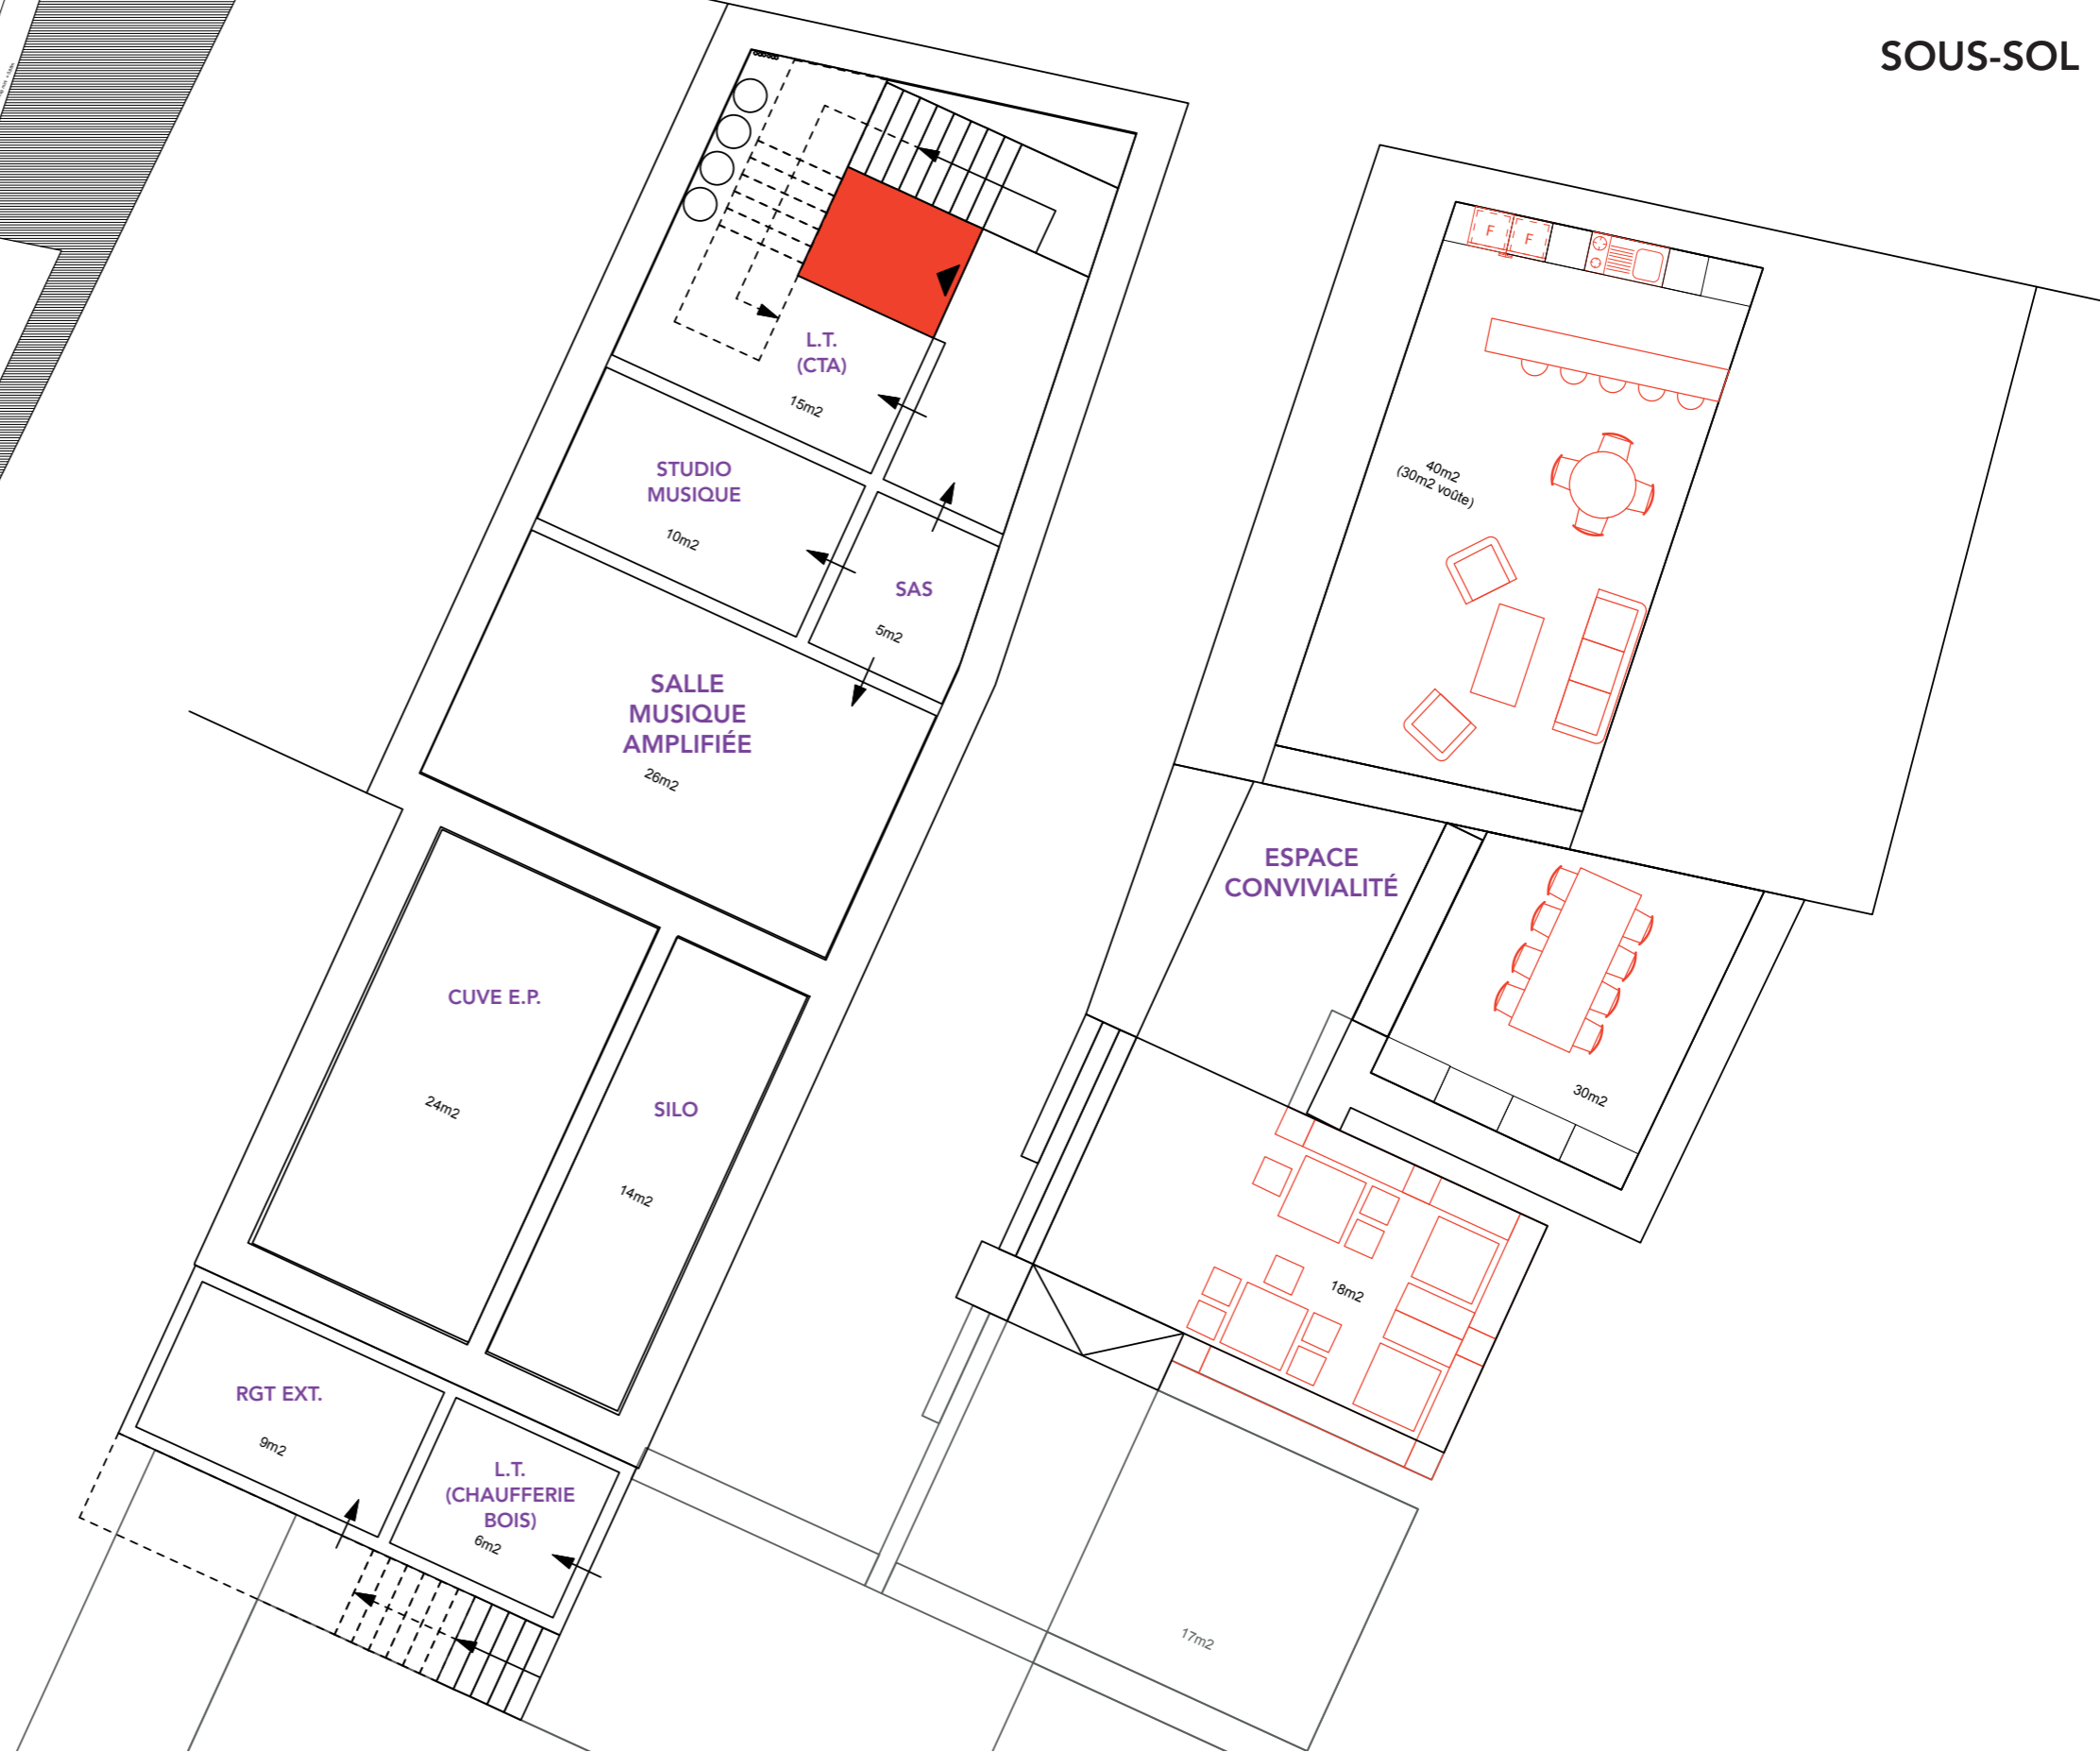 SOUS-SOL
F
F
L.T.
(CTA)
15m2
STUDIO
MUSIQUE
10m2
SAS
5m2
40m2
(30m2 voûte)
SALLE
MUSIQUE
AMPLIFIÉE
26m2
ESPACE
CONVIVIALITÉ
CUVE E.P.
24m2
SILO
14m2
30m2
18m2
RGT EXT.
9m2
L.T.
(CHAUFFERIE
BOIS)
6m2
17m2